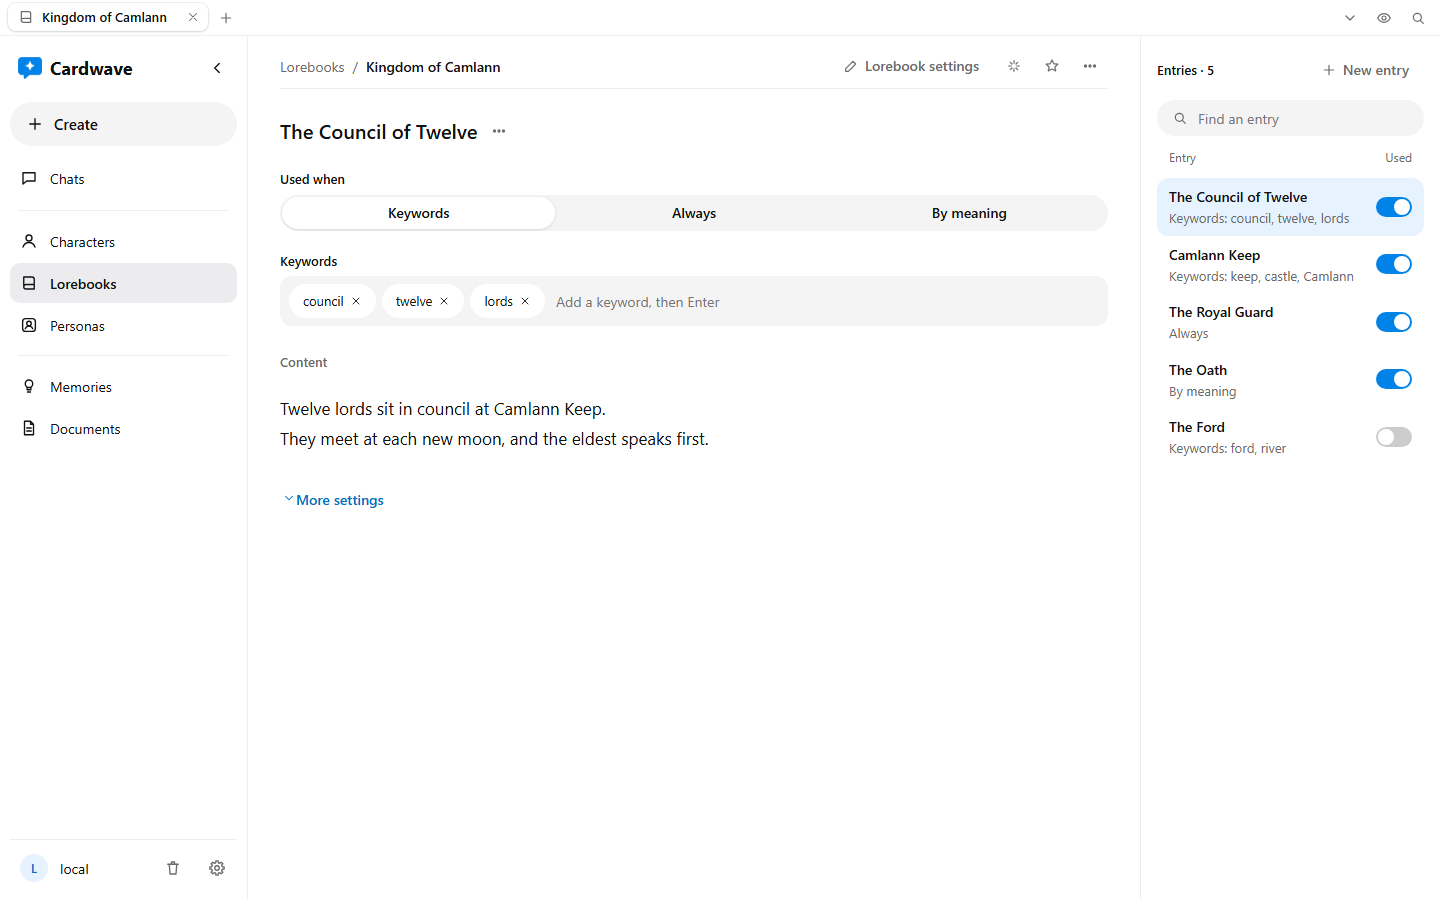 Kingdom of Camlann
Cardwave
Create
Chats
Characters
Lorebooks
Personas
Memories
Documents
L local
Lorebooks / Kingdom of Camlann
Lorebook settings
The Council of Twelve
Used when
Keywords Always By meaning
Keywords
council twelve lords Add a keyword, then Enter
Content
Twelve lords sit in council at Camlann Keep.
They meet at each new moon, and the eldest speaks first.
More settings
Entries · 5 New entry
Find an entry
Entry Used
The Council of Twelve
Keywords: council, twelve, lords
Camlann Keep
Keywords: keep, castle, Camlann
The Royal Guard
Always
The Oath
By meaning
The Ford
Keywords: ford, river